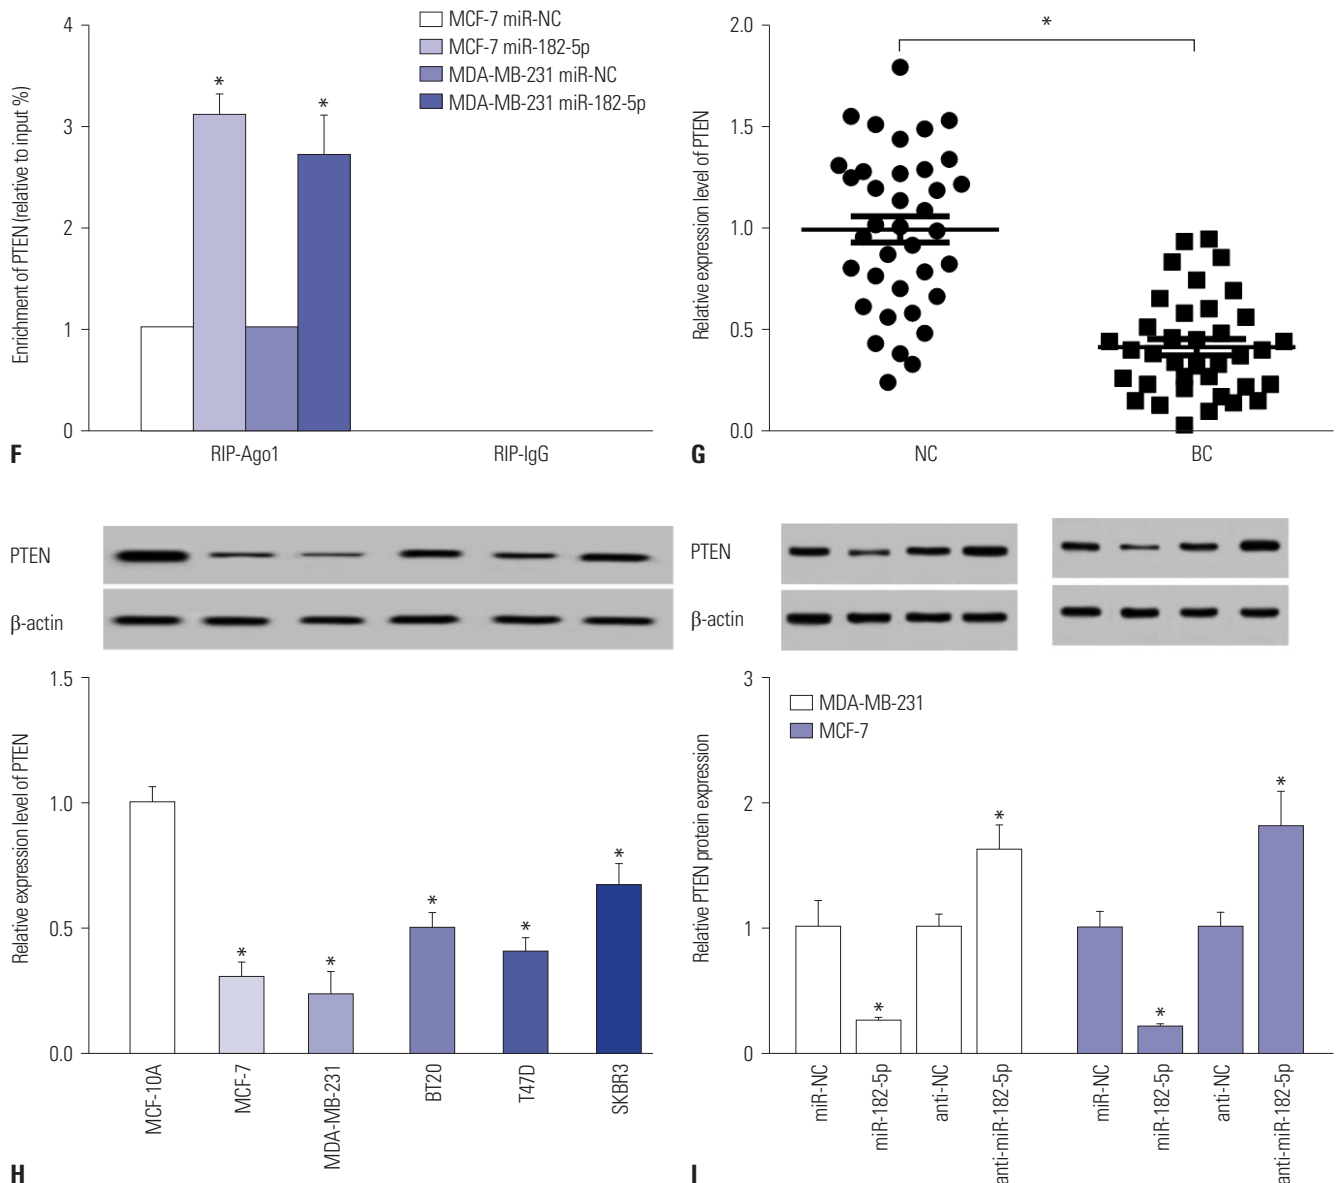 4
3
2
1
0
Enrichment of PTEN (relative to input %)
MCF-7 miR-NC
MCF-7 miR-182-5p
MDA-MB-231 miR-NC
MDA-MB-231 miR-182-5p
*
*
RIP-Ago1
RIP-IgG
F
2.0
1.5
1.0
0.5
0.0
Relative expression level of PTEN
*
NC
BC
G
PTEN
β-actin
1.5
1.0
0.5
0.0
Relative expression level of PTEN
*
*
*
*
*
MCF-10A
MCF-7
MDA-MB-231
BT20
T47D
SKBR3
H
PTEN
β-actin
3
2
1
0
Relative PTEN protein expression
MDA-MB-231
MCF-7
*
*
*
*
miR-NC
miR-182-5p
anti-NC
anti-miR-182-5p
miR-NC
miR-182-5p
anti-NC
anti-miR-182-5p
I